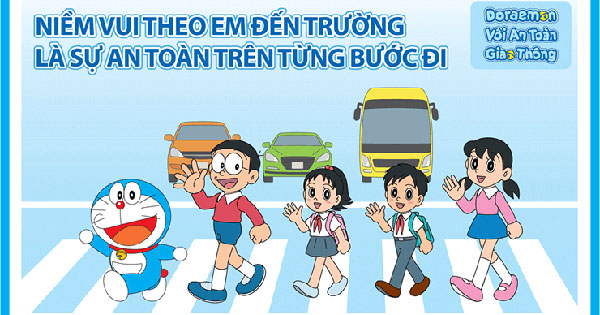 NIỀM VUI THEO EM ĐẾN TRƯỜNG
LÀ SỰ AN TOÀN TRÊN TỪNG BƯỚC ĐI
Doraemon
Với An Toàn
Giao Thông